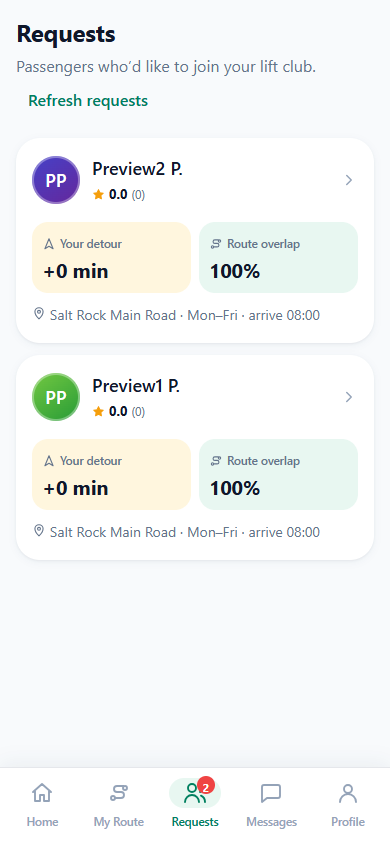 Requests
Passengers who'd like to join your lift club.
Refresh requests
PP
Preview2 P.
0.0 (0)
Your detour
+0 min
Route overlap
100%
Salt Rock Main Road · Mon–Fri · arrive 08:00
PP
Preview1 P.
0.0 (0)
Your detour
+0 min
Route overlap
100%
Salt Rock Main Road · Mon–Fri · arrive 08:00
2
Home
My Route
Requests
Messages
Profile